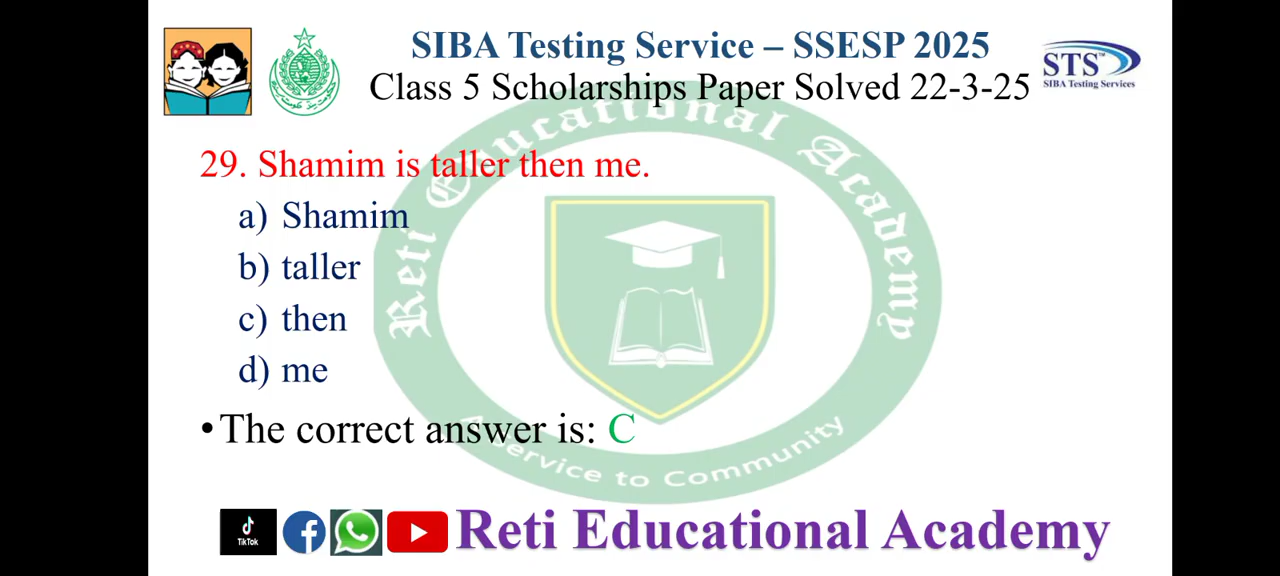 SIBA Testing Service – SSESP 2025
Class 5 Scholarships Paper Solved 22-3-25
STS™
SIBA Testing Services
29. Shamim is taller then me.
a) Shamim
b) taller
c) then
d) me
•The correct answer is: C
Reti Educational Academy
A Service to Community
TikTok
Reti Educational Academy